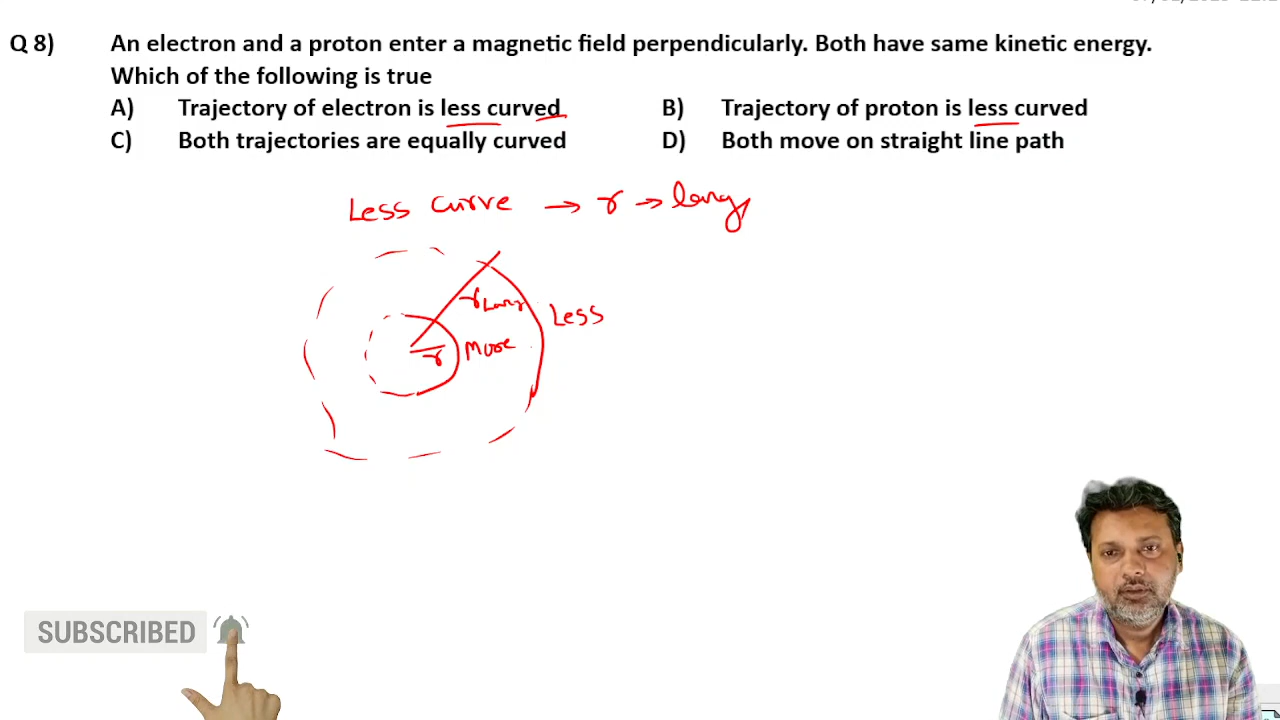 Q 8) An electron and a proton enter a magnetic field perpendicularly. Both have same kinetic energy.
Which of the following is true
A) Trajectory of electron is less curved B) Trajectory of proton is less curved
C) Both trajectories are equally curved D) Both move on straight line path
Less curve → r → larg
r Larg
Less
r
More
SUBSCRIBED